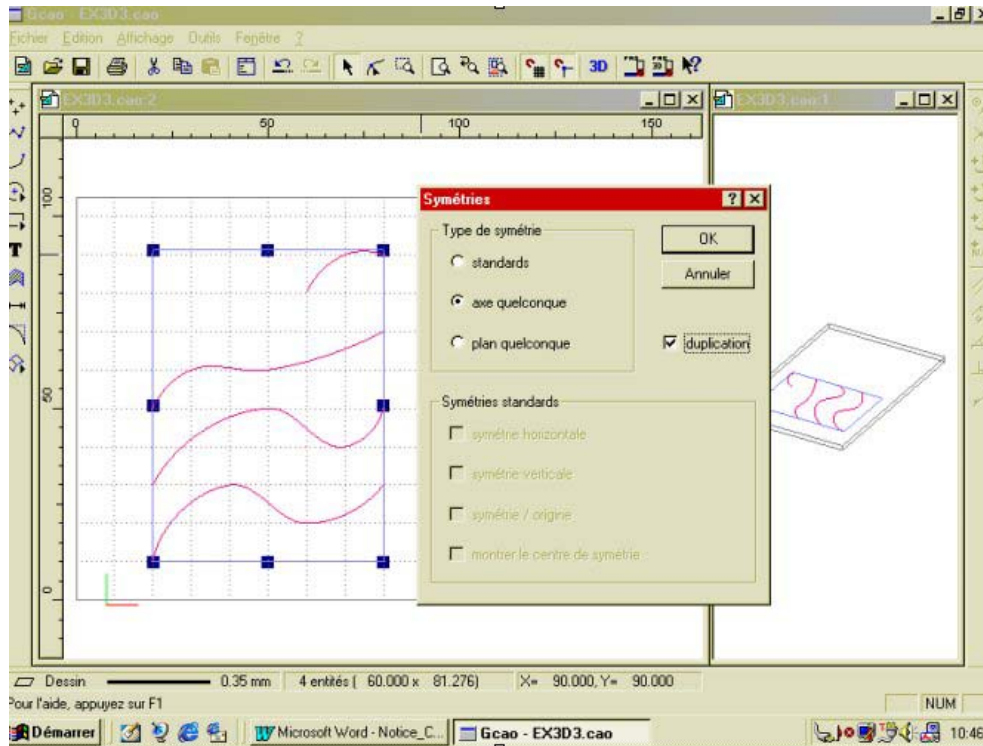 Gcao - EX3D3.cao
Fichier Edition Affichage Outils Fenêtre ?
3D
EX3D3.cao:2
EX3D3.cao:1
0 50 100 150
100
50
0
T
Symétries
Type de symétrie
standards
axe quelconque
plan quelconque
OK
Annuler
duplication
Symétries standards
symétrie horizontale
symétrie verticale
symétrie / origine
montrer le centre de symétrie
Dessin 0.35 mm 4 entités ( 60.000 x 81.276) X= 90.000, Y= 90.000
Pour l'aide, appuyez sur F1
NUM
Démarrer Microsoft Word - Notice_C... Gcao - EX3D3.cao 10:46